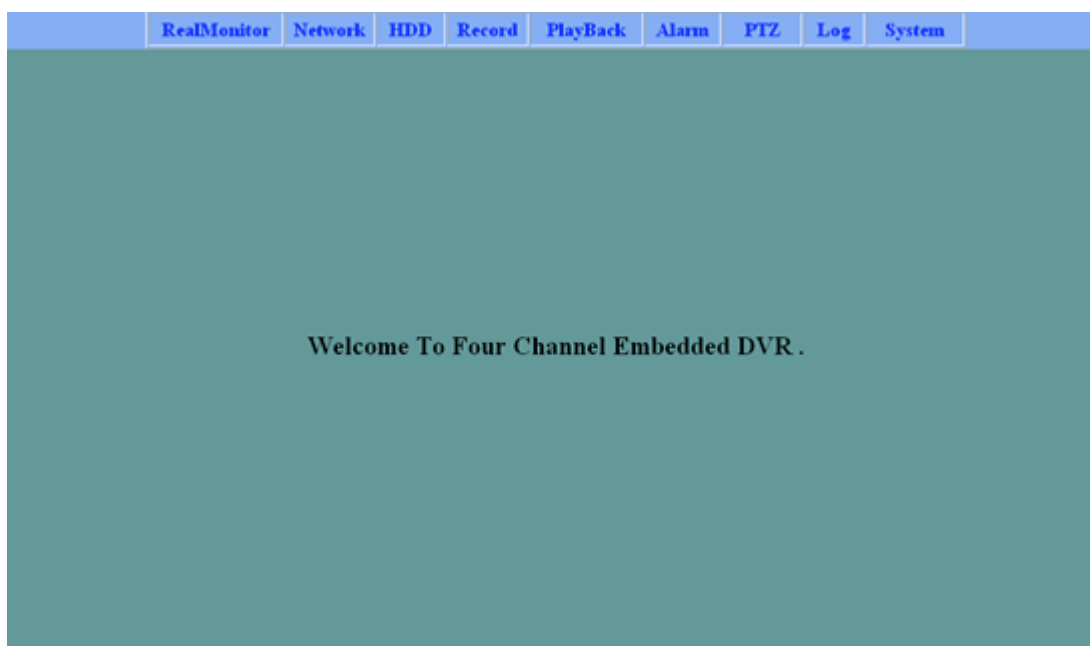 RealMonitor Network HDD Record PlayBack Alarm PTZ Log System
Welcome To Four Channel Embedded DVR .